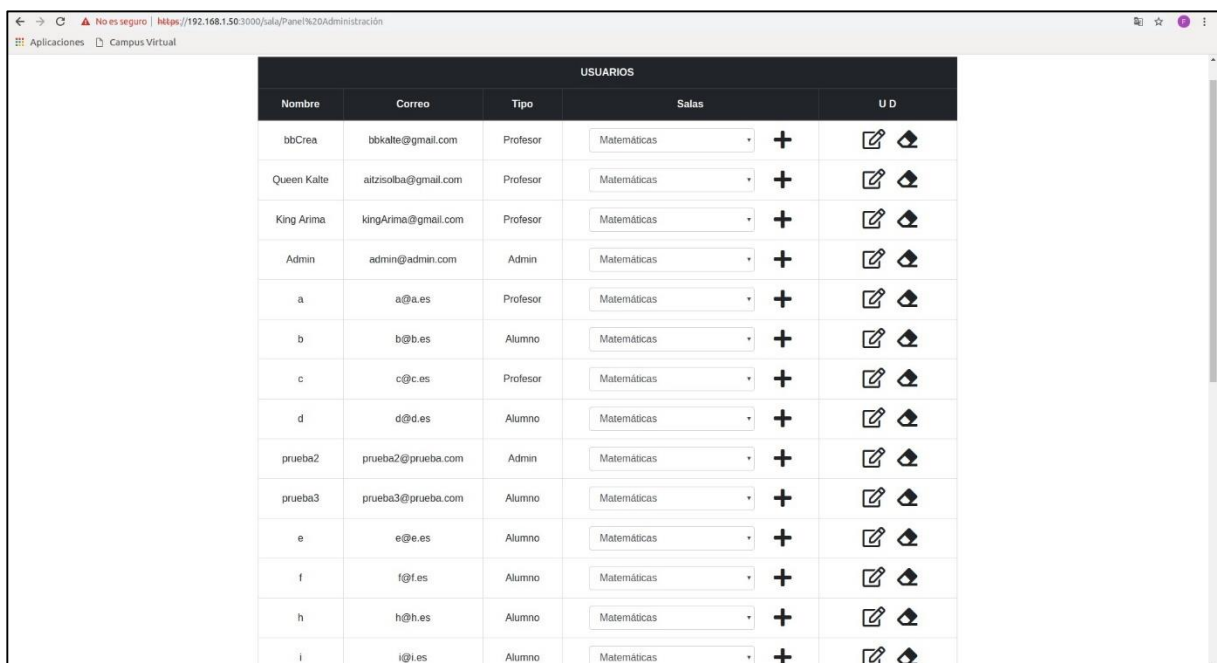 No es seguro | https://192.168.1.50:3000/sala/Panel%20Administración
F
Aplicaciones Campus Virtual
USUARIOS
Nombre Correo Tipo Salas U D
bbCrea bbkalte@gmail.com Profesor Matemáticas
Queen Kalte aitzisolba@gmail.com Profesor Matemáticas
King Arima kingArima@gmail.com Profesor Matemáticas
Admin admin@admin.com Admin Matemáticas
a a@a.es Profesor Matemáticas
b b@b.es Alumno Matemáticas
c c@c.es Profesor Matemáticas
d d@d.es Alumno Matemáticas
prueba2 prueba2@prueba.com Admin Matemáticas
prueba3 prueba3@prueba.com Alumno Matemáticas
e e@e.es Alumno Matemáticas
f f@f.es Alumno Matemáticas
h h@h.es Alumno Matemáticas
i i@i.es Alumno Matemáticas